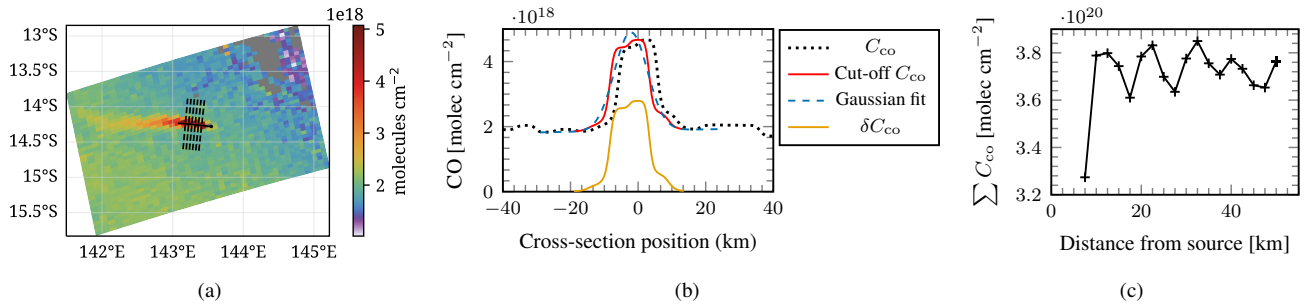 1e18
13°S
13.5°S
14°S
14.5°S
15°S
15.5°S
142°E 143°E 144°E 145°E
5
4
3
2
molecules cm⁻²
(a)
·10¹⁸
4
2
0
CO [molec cm⁻²]
−40 −20 0 20 40
Cross-section position (km)
C_co
Cut-off C_co
Gaussian fit
δC_co
(b)
·10²⁰
3.8
3.6
3.4
3.2
∑ C_co [molec cm⁻²]
0 20 40
Distance from source [km]
(c)